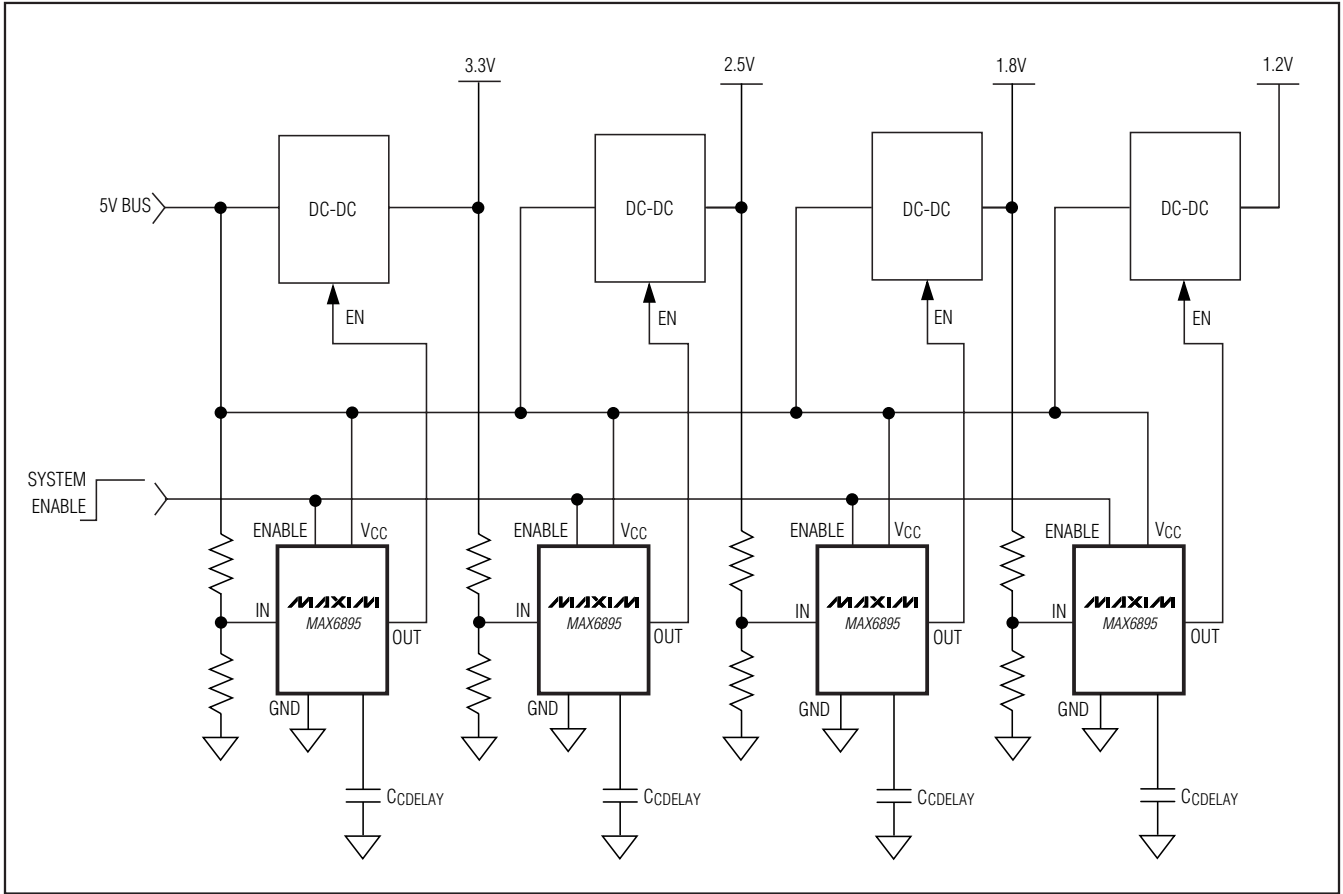 3.3V
2.5V
1.8V
1.2V
5V BUS
DC-DC
DC-DC
DC-DC
DC-DC
EN
EN
EN
EN
SYSTEM
ENABLE
ENABLE
VCC
ENABLE
VCC
ENABLE
VCC
ENABLE
VCC
IN
MAXIM
MAX6895
OUT
IN
MAXIM
MAX6895
OUT
IN
MAXIM
MAX6895
OUT
IN
MAXIM
MAX6895
OUT
GND
GND
GND
GND
CCDELAY
CCDELAY
CCDELAY
CCDELAY